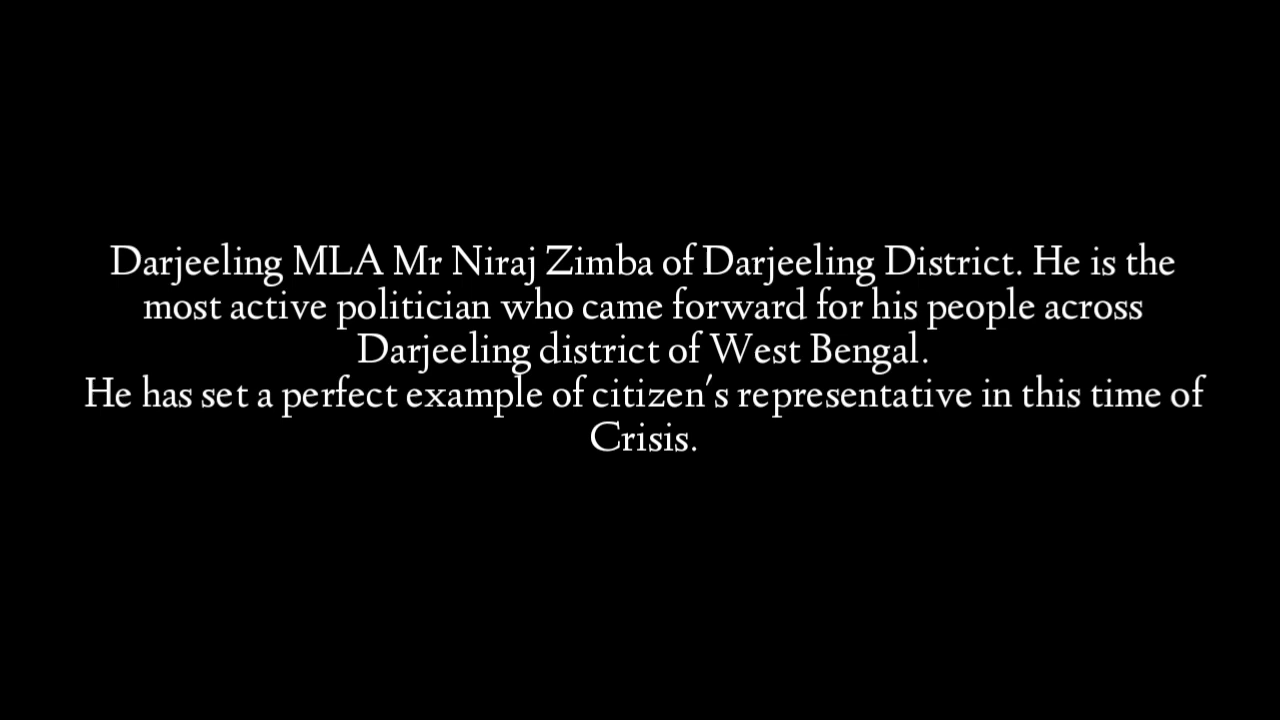 Darjeeling MLA Mr Niraj Zimba of Darjeeling District. He is the
most active politician who came forward for his people across
Darjeeling district of West Bengal.
He has set a perfect example of citizen's representative in this time of
Crisis.